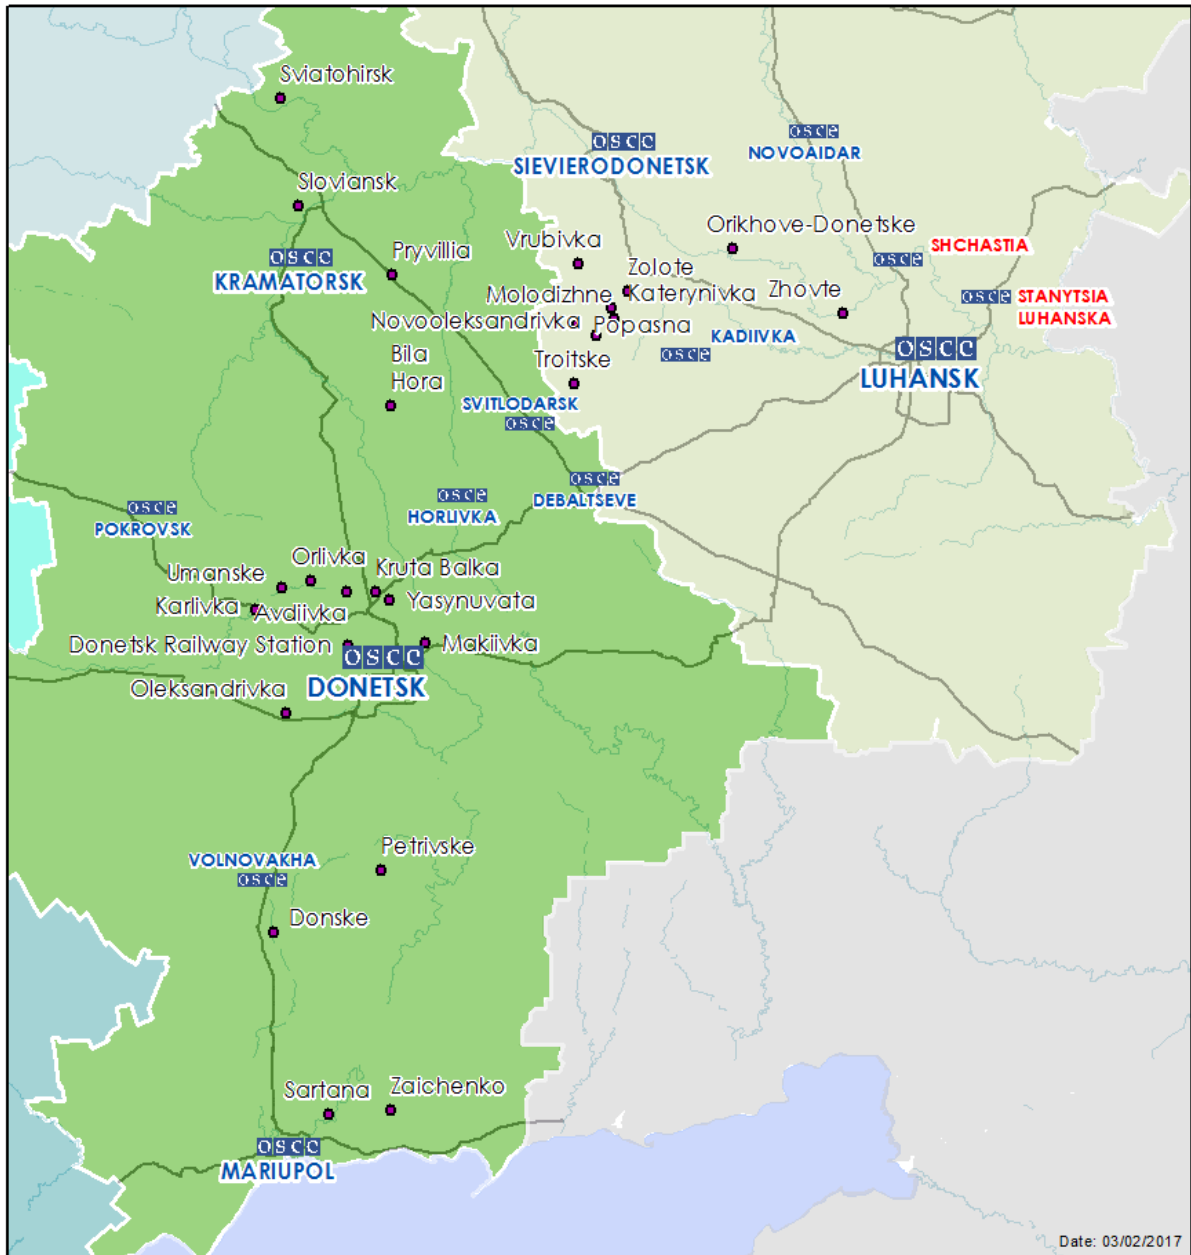 Sviatohirsk
osce
SIEVIERODONETSK
osce
NOVOAIDAR
Sloviansk
Orikhove-Donetske
Vrubivka
SHCHASTIA
osce
osce
KRAMATORSK
Pryvillia
Zolote
Molodizhne
Katerynivka
Zhovte
osce
STANYTSIA
LUHANSKA
Novooleksandrivka
Popasna
KADIIVKA
osce
Bila
Hora
Troitske
osce
LUHANSK
SVITLODARSK
osce
osce
DEBALTSEVE
osce
HORLIVKA
osce
POKROVSK
Orlivka
Umanske
Kruta Balka
Karlivka
Avdiivka
Yasynuvata
Donetsk Railway Station
Makiivka
osce
DONETSK
Oleksandrivka
VOLNOVAKHA
osce
Petrivske
Donske
Sartana
Zaichenko
osce
MARIUPOL
Date: 03/02/2017